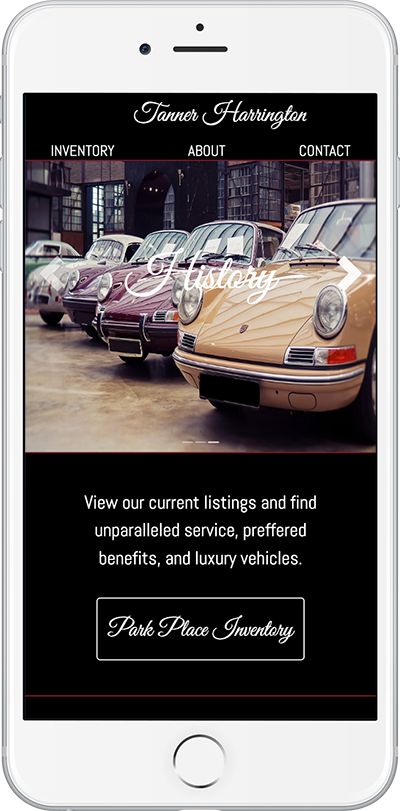 Tanner Harrington
INVENTORY ABOUT CONTACT
History
View our current listings and find
unparalleled service, preffered
benefits, and luxury vehicles.
Park Place Inventory